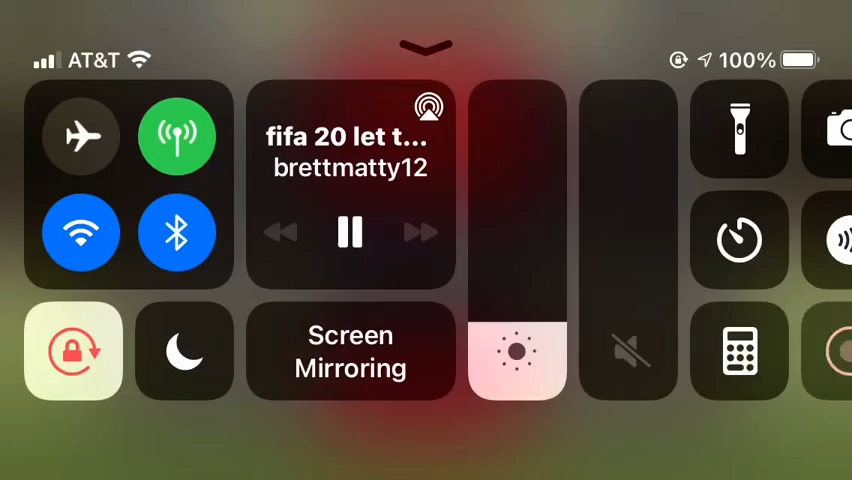 AT&T
100%
fifa 20 let t...
brettmatty12
Screen
Mirroring